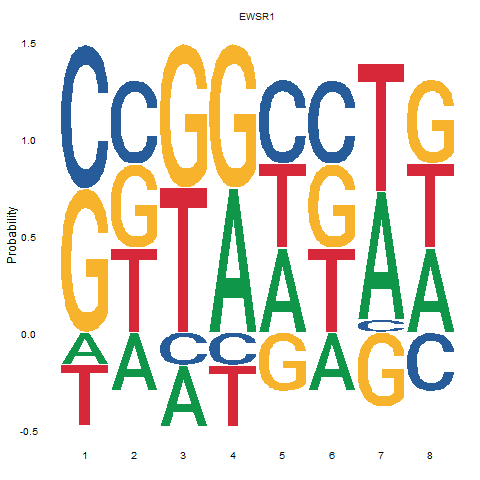 EWSR1
1.5
1.0
0.5
0.0
-0.5
Probability
C C G G C C T G
G G T A T G A T
A T C C A T C A
T A A T G A G C
1 2 3 4 5 6 7 8